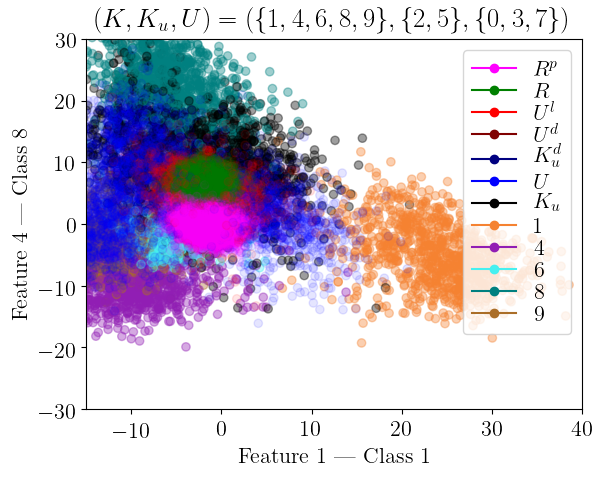 (K, K_u, U) = ({1, 4, 6, 8, 9}, {2, 5}, {0, 3, 7})
30
20
10
0
−10
−20
−30
Feature 4 — Class 8
R^p
R
U^l
U^d
K_u^d
U
K_u
1
4
6
8
9
−10
0
10
20
30
40
Feature 1 — Class 1